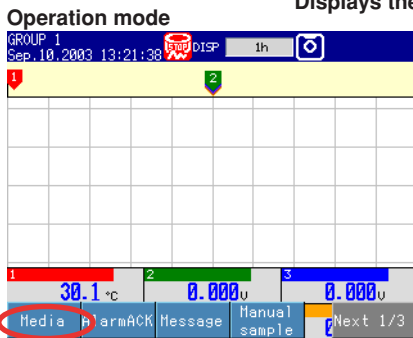 Displays the
Operation mode
GROUP 1
Sep.10.2003 13:21:38 STOP DISP 1h
1 2
1 2 3
30.1 °C 0.000 V 0.000 V
Media AlarmACK Message Manual sample Next 1/3